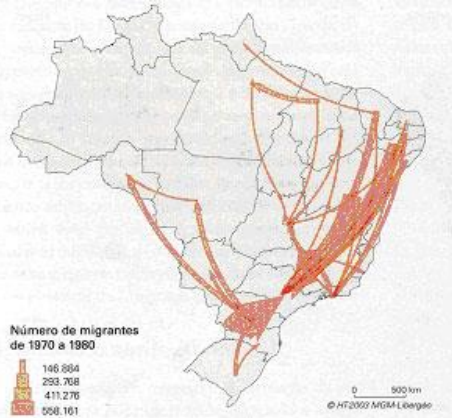 Número de migrantes
de 1970 a 1980
146.884
293.768
411.276
558.161
0 500 km
© HT2003 MGM-Libergéo